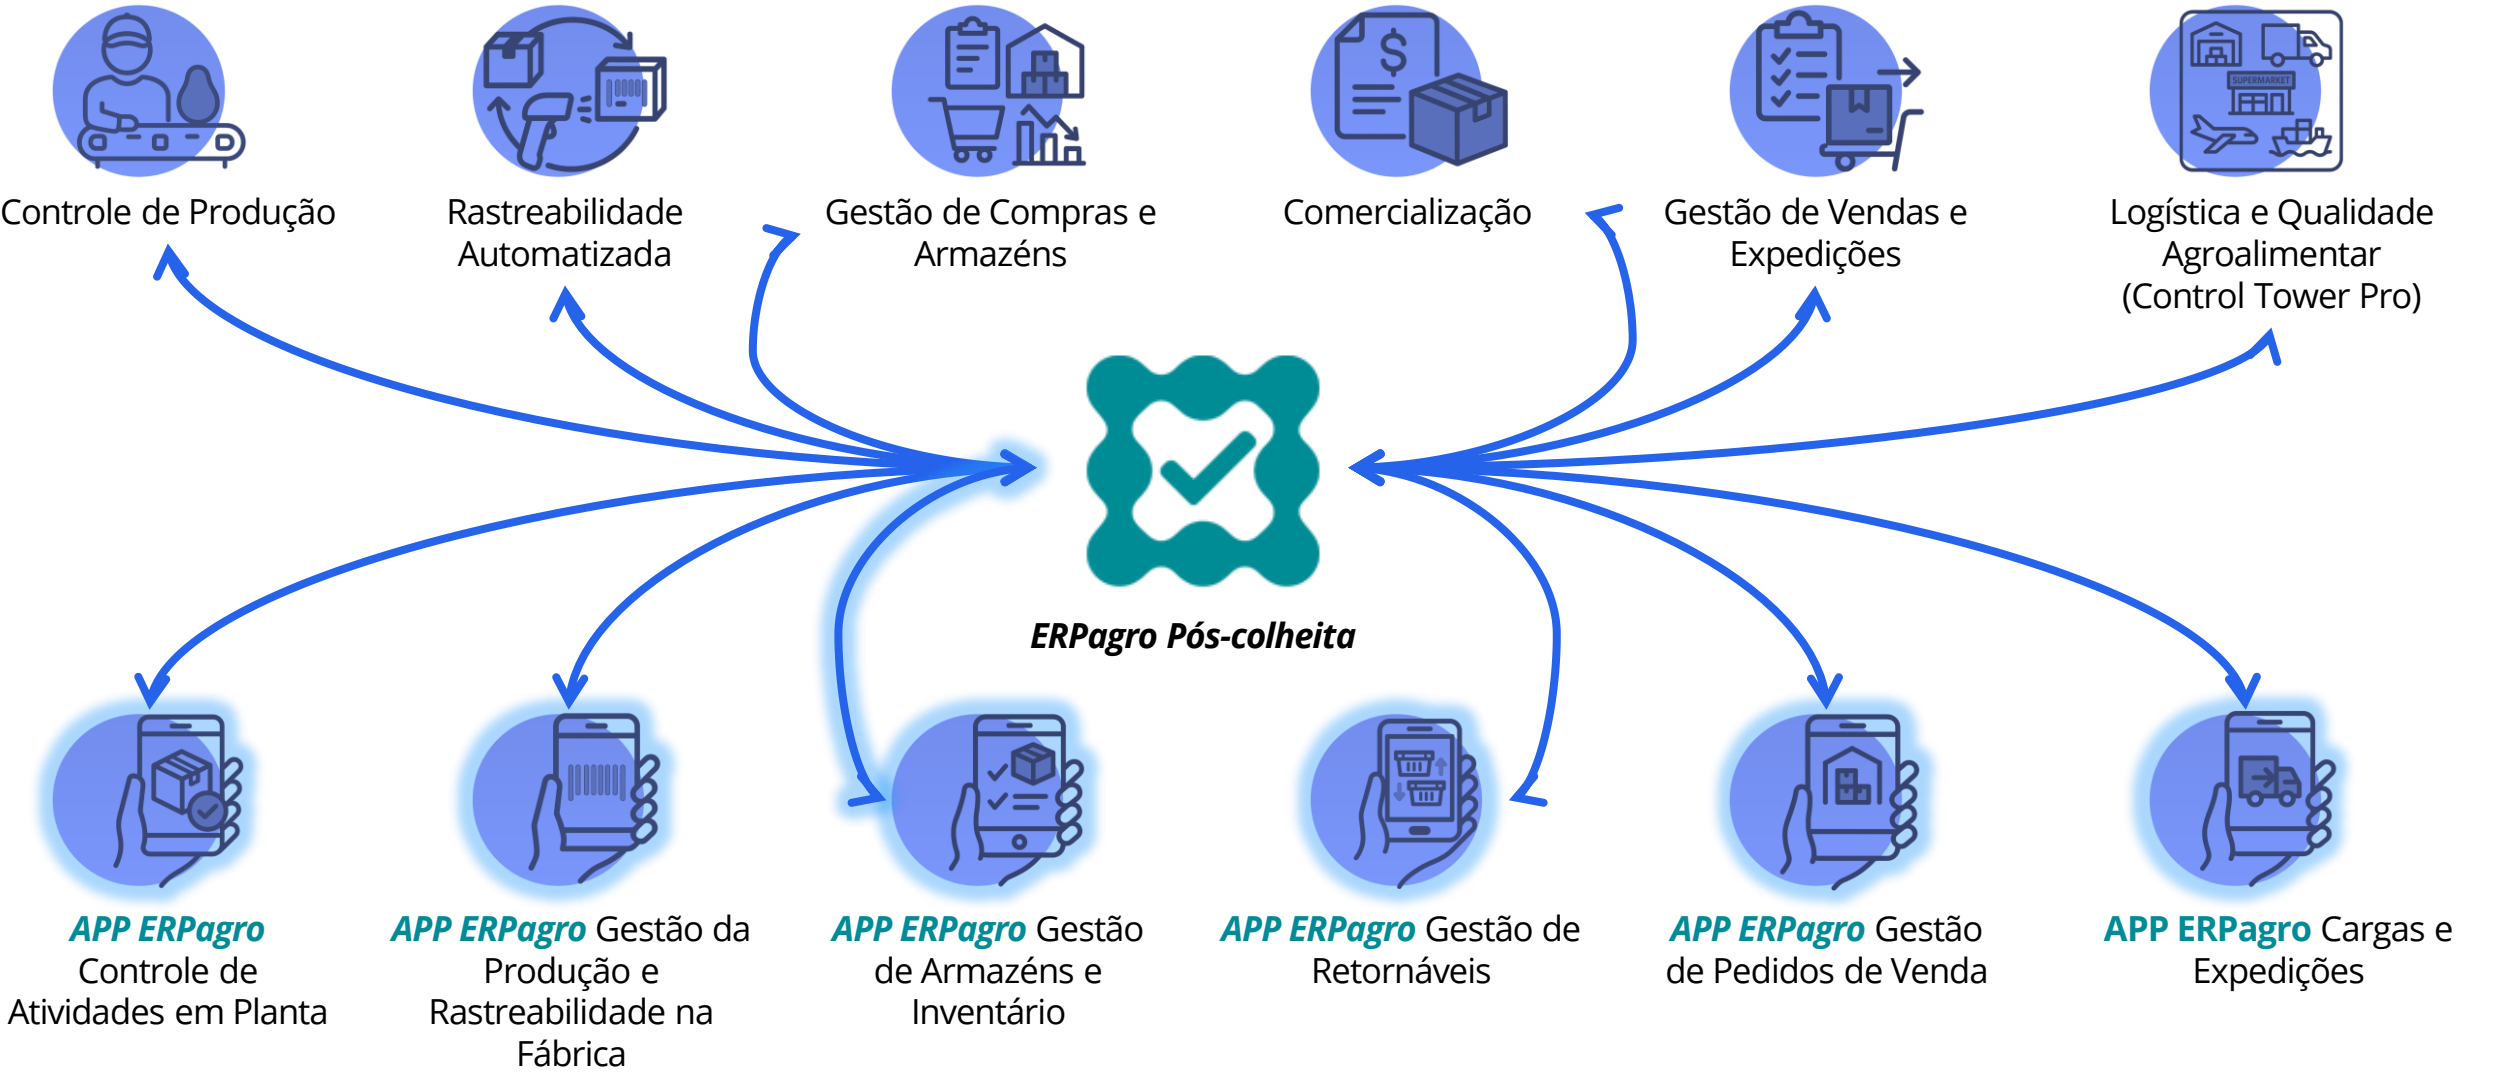 SUPERMARKET
Controle de Produção
Rastreabilidade
Automatizada
Gestão de Compras e
Armazéns
Comercialização
Gestão de Vendas e
Expedições
Logística e Qualidade
Agroalimentar
(Control Tower Pro)
ERPagro Pós-colheita
APP ERPagro
Controle de
Atividades em Planta
APP ERPagro Gestão da
Produção e
Rastreabilidade na
Fábrica
APP ERPagro Gestão
de Armazéns e
Inventário
APP ERPagro Gestão de
Retornáveis
APP ERPagro Gestão
de Pedidos de Venda
APP ERPagro Cargas e
Expedições